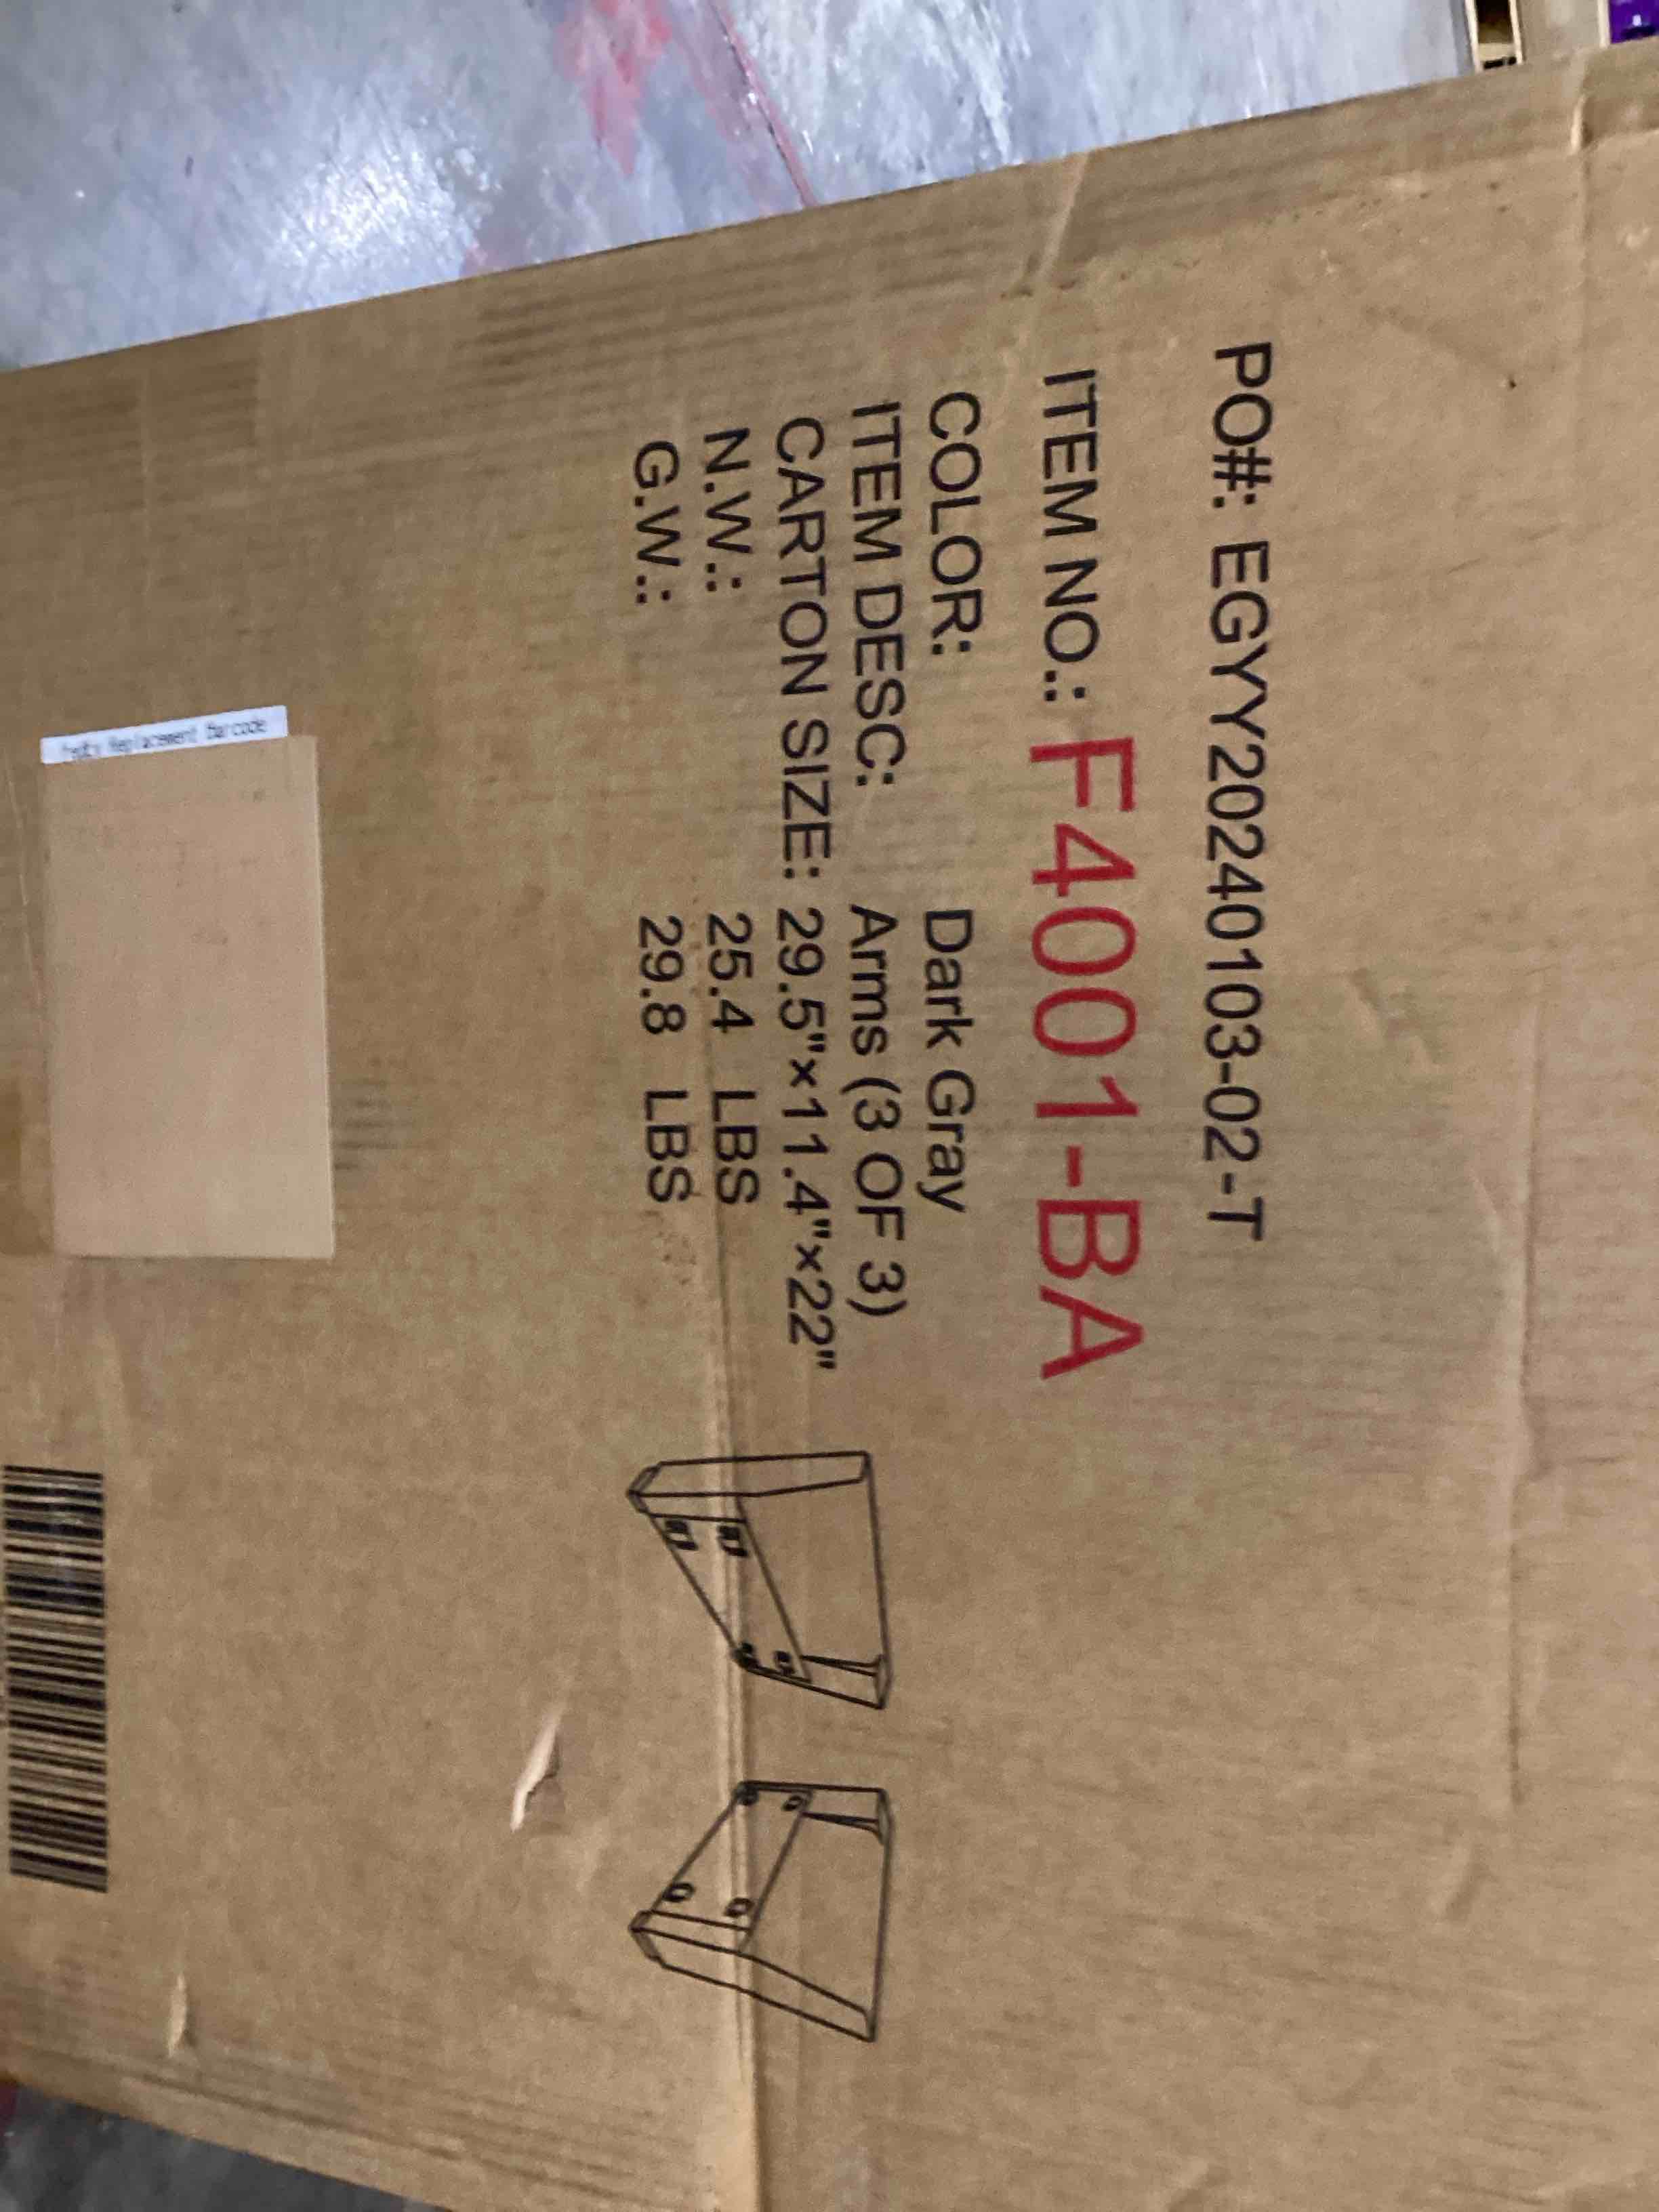 PO#: EGYY20240103-02-T
ITEM NO.: F4001-BA
COLOR: Dark Gray
ITEM DESC: Arms (3 OF 3)
CARTON SIZE: 29.5"×11.4"×22"
N.W.: 25.4 LBS
G.W.: 29.8 LBS
Replacement Barcode